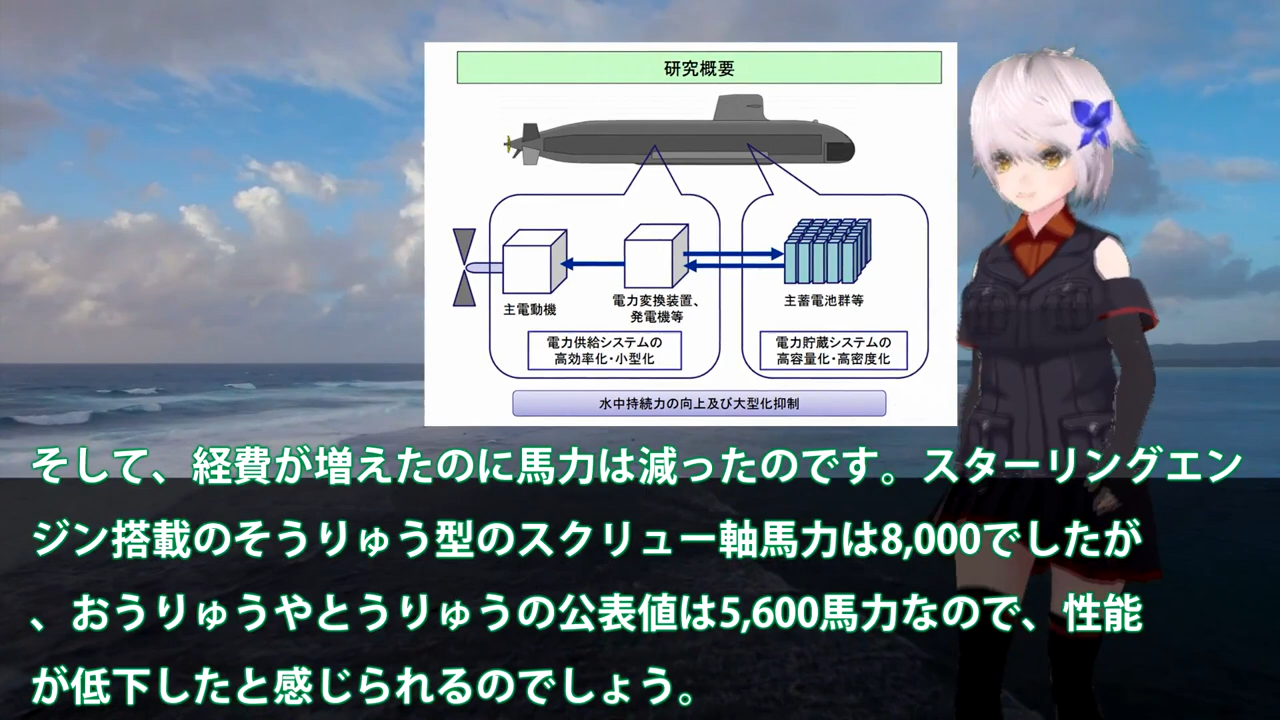 研究概要
主電動機
電力変換装置、
発電機等
主蓄電池群等
電力供給システムの
高効率化・小型化
電力貯蔵システムの
高容量化・高密度化
水中持続力の向上及び大型化抑制
そして、経費が増えたのに馬力は減ったのです。スターリングエン
ジン搭載のそうりゅう型のスクリュー軸馬力は8,000でしたが
、おうりゅうやとうりゅうの公表値は5,600馬力なので、性能
が低下したと感じられるのでしょう。